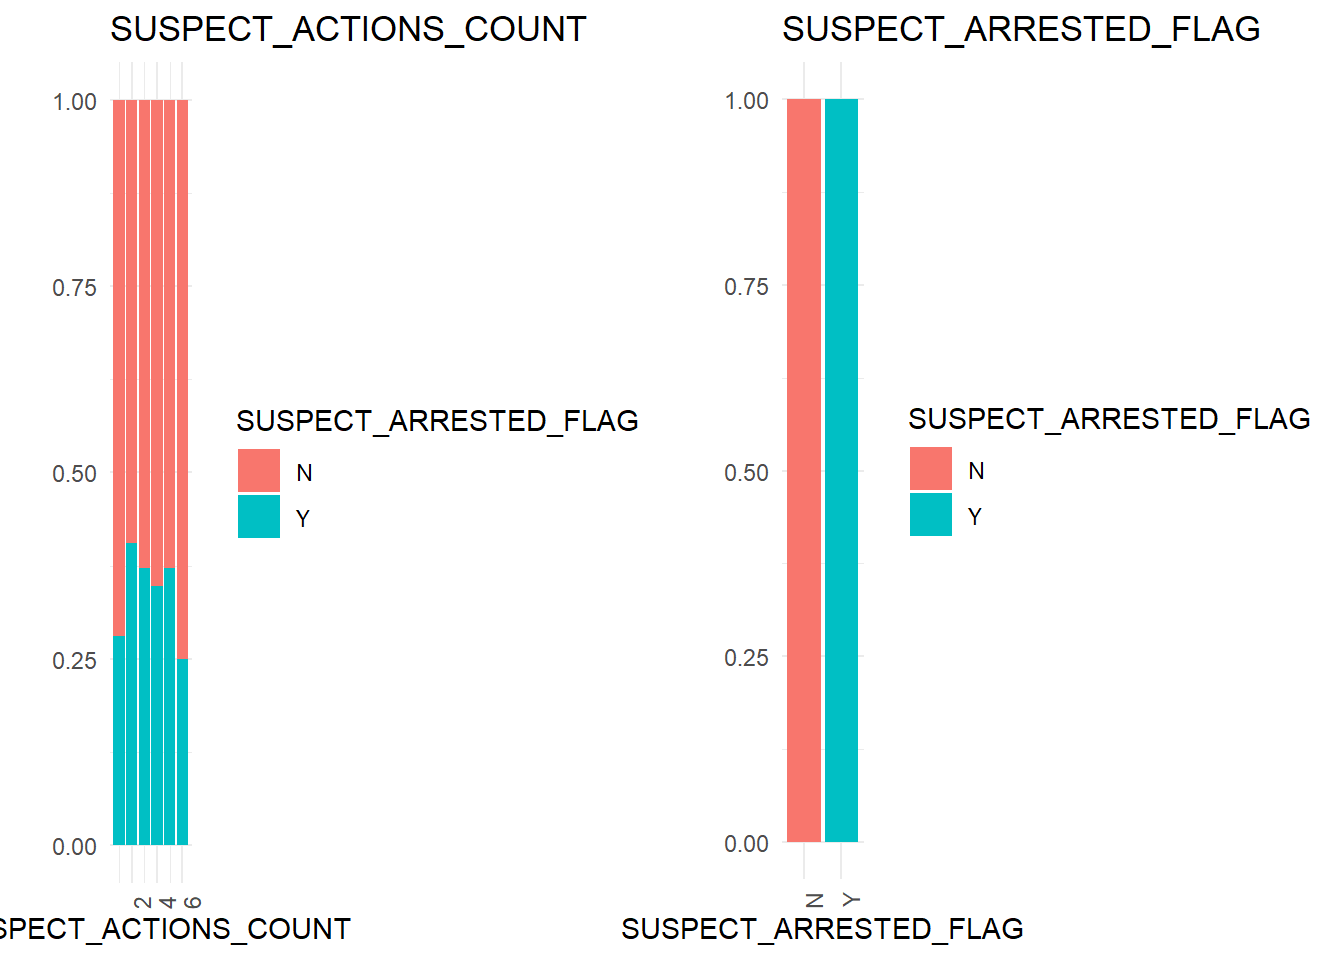 SUSPECT_ACTIONS_COUNT
1.00
0.75
0.50
0.25
0.00
2
4
6
SPECT_ACTIONS_COUNT
SUSPECT_ARRESTED_FLAG
N
Y
SUSPECT_ARRESTED_FLAG
1.00
0.75
0.50
0.25
0.00
N
Y
SUSPECT_ARRESTED_FLAG
SUSPECT_ARRESTED_FLAG
N
Y